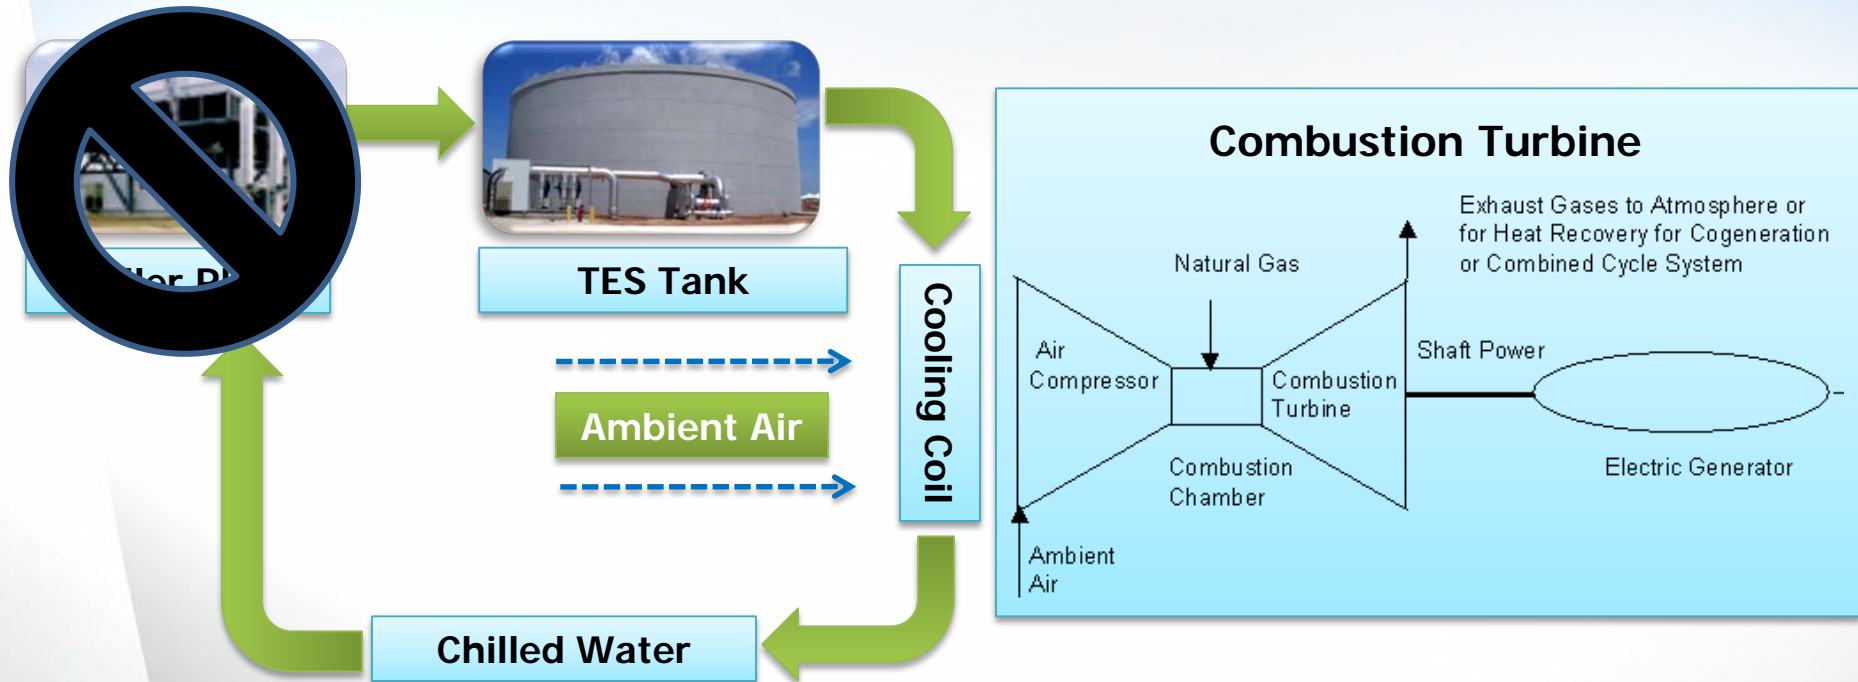 TES Tank
Ambient Air
Cooling Coil
Chilled Water
Combustion Turbine
Exhaust Gases to Atmosphere or
for Heat Recovery for Cogeneration
or Combined Cycle System
Natural Gas
Air
Compressor
Combustion
Turbine
Shaft Power
Combustion
Chamber
Electric Generator
Ambient
Air